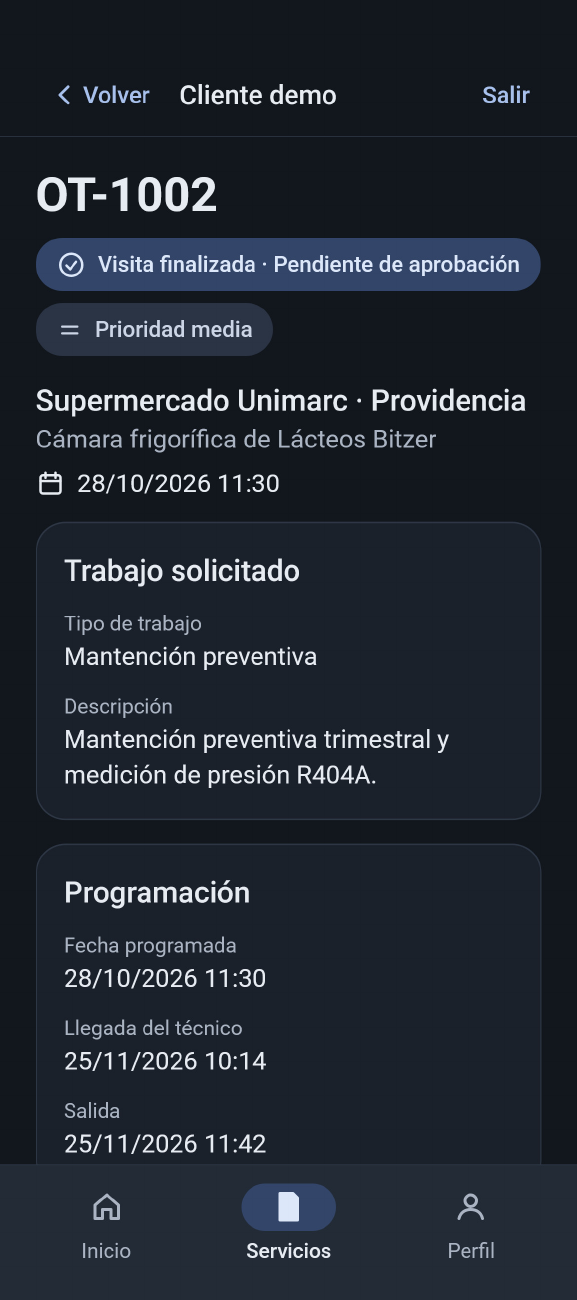 Volver
Cliente demo
Salir
OT-1002
Visita finalizada · Pendiente de aprobación
Prioridad media
Supermercado Unimarc · Providencia
Cámara frigorífica de Lácteos Bitzer
28/10/2026 11:30
Trabajo solicitado
Tipo de trabajo
Mantención preventiva
Descripción
Mantención preventiva trimestral y
medición de presión R404A.
Programación
Fecha programada
28/10/2026 11:30
Llegada del técnico
25/11/2026 10:14
Salida
25/11/2026 11:42
Inicio
Servicios
Perfil